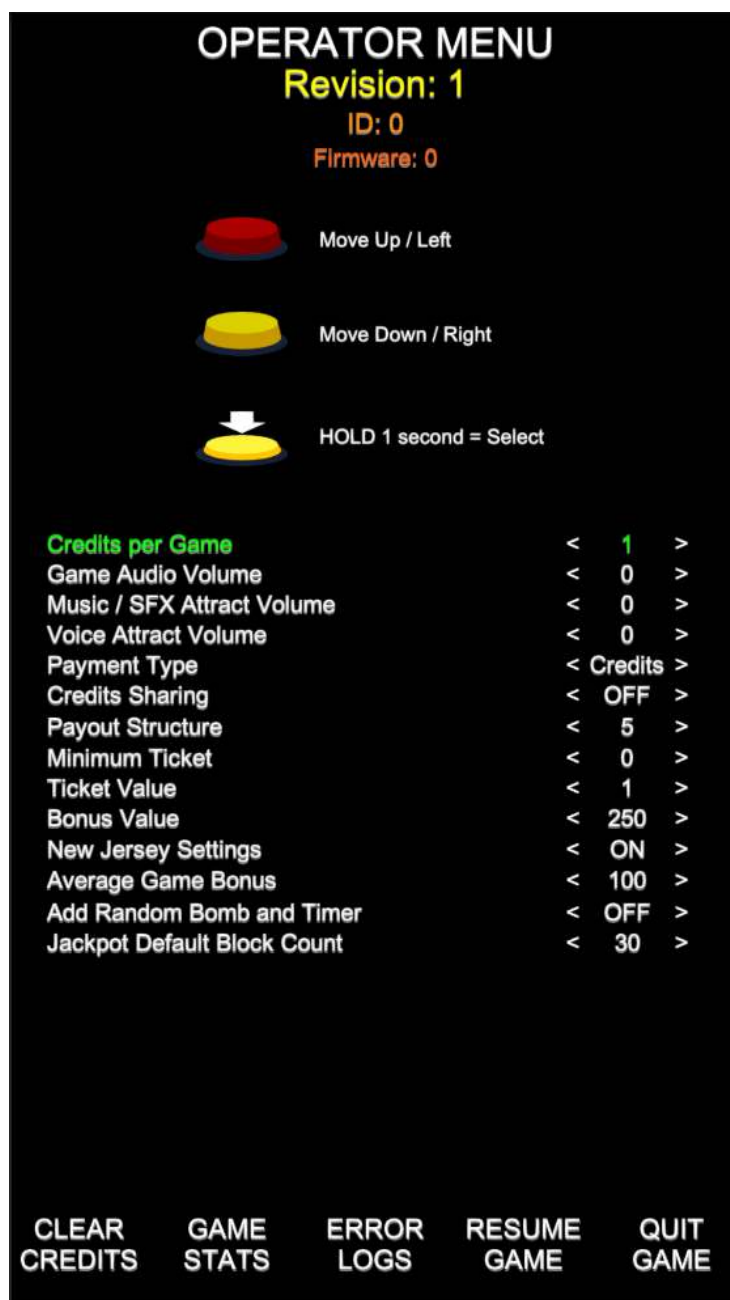 OPERATOR MENU
Revision: 1
ID: 0
Firmware: 0
Move Up / Left
Move Down / Right
HOLD 1 second = Select
Credits per Game < 1 >
Game Audio Volume < 0 >
Music / SFX Attract Volume < 0 >
Voice Attract Volume < 0 >
Payment Type < Credits >
Credits Sharing < OFF >
Payout Structure < 5 >
Minimum Ticket < 0 >
Ticket Value < 1 >
Bonus Value < 250 >
New Jersey Settings < ON >
Average Game Bonus < 100 >
Add Random Bomb and Timer < OFF >
Jackpot Default Block Count < 30 >
CLEAR GAME ERROR RESUME QUIT
CREDITS STATS LOGS GAME GAME